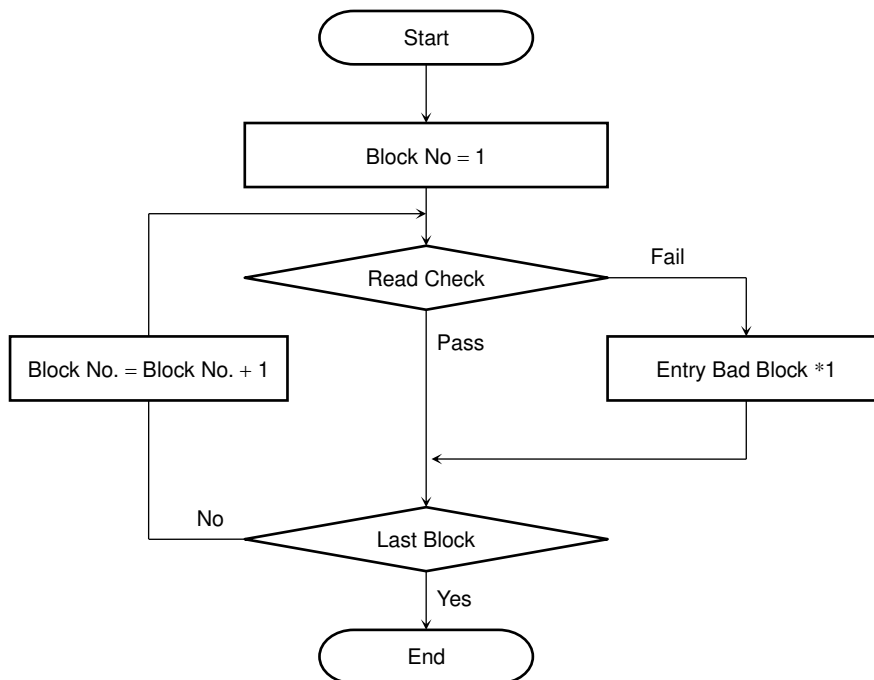 Start
Block No = 1
Read Check
Fail
Pass
Block No. = Block No. + 1
Entry Bad Block *1
No
Last Block
Yes
End